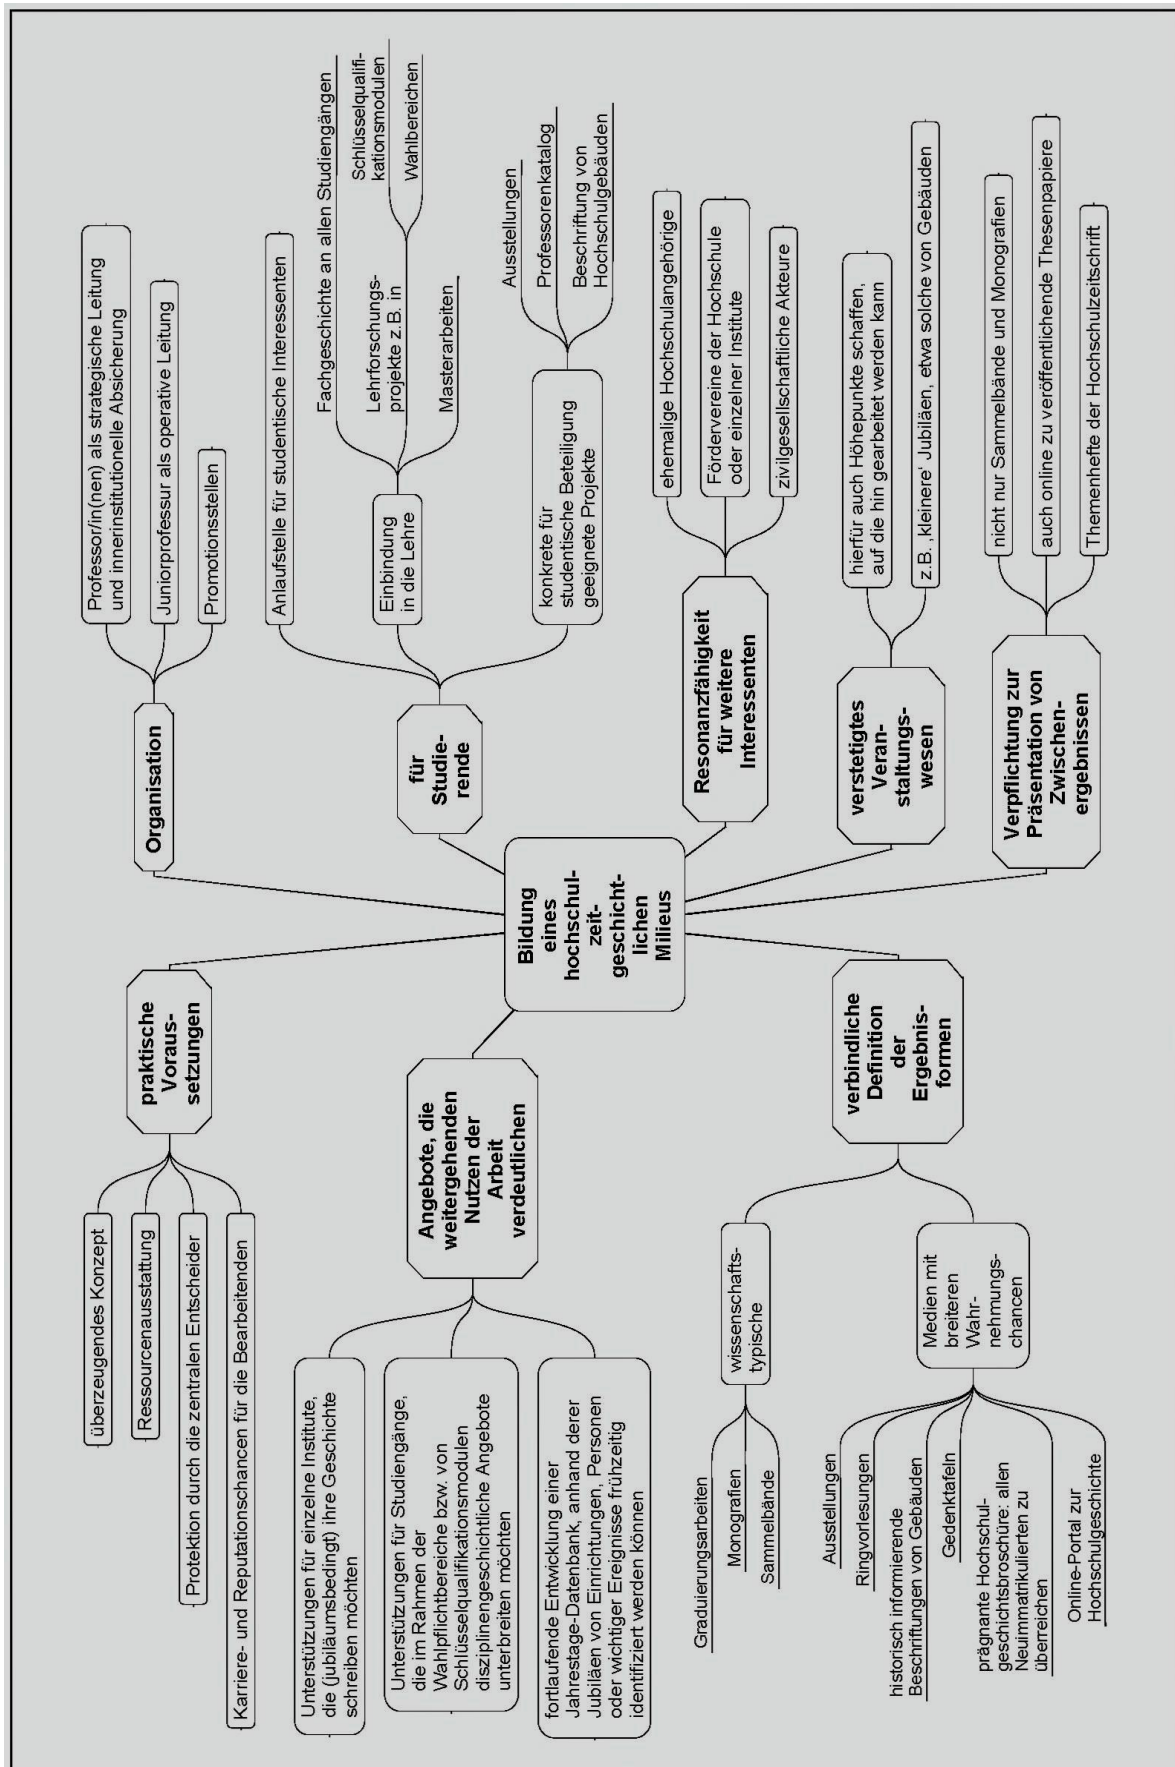 Bildung
eines
hochschul-
zeit-
geschicht-
lichen
Milieus
praktische
Voraus-
setzungen
überzeugendes Konzept
Ressourcenausstattung
Protektion durch die zentralen Entscheider
Karriere- und Reputationschancen für die Bearbeitenden
Angebote, die
weitergehenden
Nutzen der
Arbeit
verdeutlichen
Unterstützungen für einzelne Institute,
die (jubiläumsbedingt) ihre Geschichte
schreiben möchten
Unterstützungen für Studiengänge,
die im Rahmen der
Wahlpflichtbereiche bzw. von
Schlüsselqualifikationsmodulen
disziplinengeschichtliche Angebote
unterbreiten möchten
fortlaufende Entwicklung einer
Jahrestage-Datenbank, anhand derer
Jubiläen von Einrichtungen, Personen
oder wichtiger Ereignisse frühzeitig
identifiziert werden können
verbindliche
Definition
der
Ergebnis-
formen
wissenschafts-
typische
Graduierungsarbeiten
Monografien
Sammelbände
Medien mit
breiteren
Wahr-
nehmungs-
chancen
Ausstellungen
Ringvorlesungen
historisch informierende
Beschriftungen von Gebäuden
Gedenktafeln
prägnante Hochschul-
geschichtsbroschüre: allen
Neuimmatrikulierten zu
überreichen
Online-Portal zur
Hochschulgeschichte
Organisation
Professor/in(nen) als strategische Leitung
und innerinstitutionelle Absicherung
Juniorprofessur als operative Leitung
Promotionsstellen
für
Studie-
rende
Anlaufstelle für studentische Interessenten
Einbindung
in die Lehre
Fachgeschichte an allen Studiengängen
Lehrforschungs-
projekte z.B. in
Schlüsselqualifi-
kationsmodulen
Wahlbereichen
Masterarbeiten
konkrete für
studentische Beteiligung
geeignete Projekte
Ausstellungen
Professorenkatalog
Beschriftung von
Hochschulgebäuden
Resonanzfähigkeit
für weitere
Interessenten
ehemalige Hochschulangehörige
Fördervereine der Hochschule
oder einzelner Institute
zivilgesellschaftliche Akteure
verstetigtes
Veran-
staltungs-
wesen
hierfür auch Höhepunkte schaffen,
auf die hin gearbeitet werden kann
z.B. ‚kleinere‘ Jubiläen, etwa solche von Gebäuden
Verpflichtung zur
Präsentation von
Zwischen-
ergebnissen
nicht nur Sammelbände und Monografien
auch online zu veröffentlichende Thesenpapiere
Themenhefte der Hochschulzeitschrift